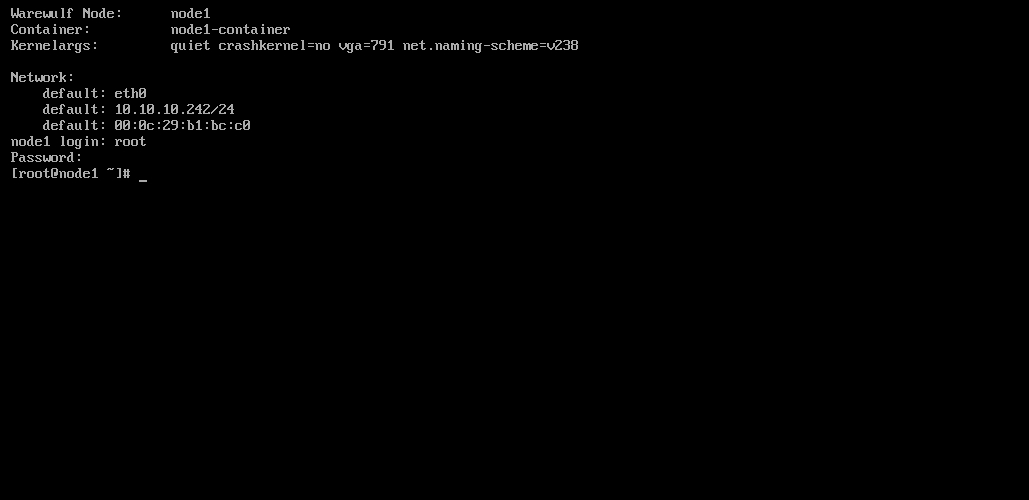 Warewulf Node:      node1
Container:          node1-container
Kernelargs:         quiet crashkernel=no vga=791 net.naming-scheme=v238

Network:
    default: eth0
    default: 10.10.10.242/24
    default: 00:0c:29:b1:bc:c0
node1 login: root
Password:
[root@node1 ~]# _